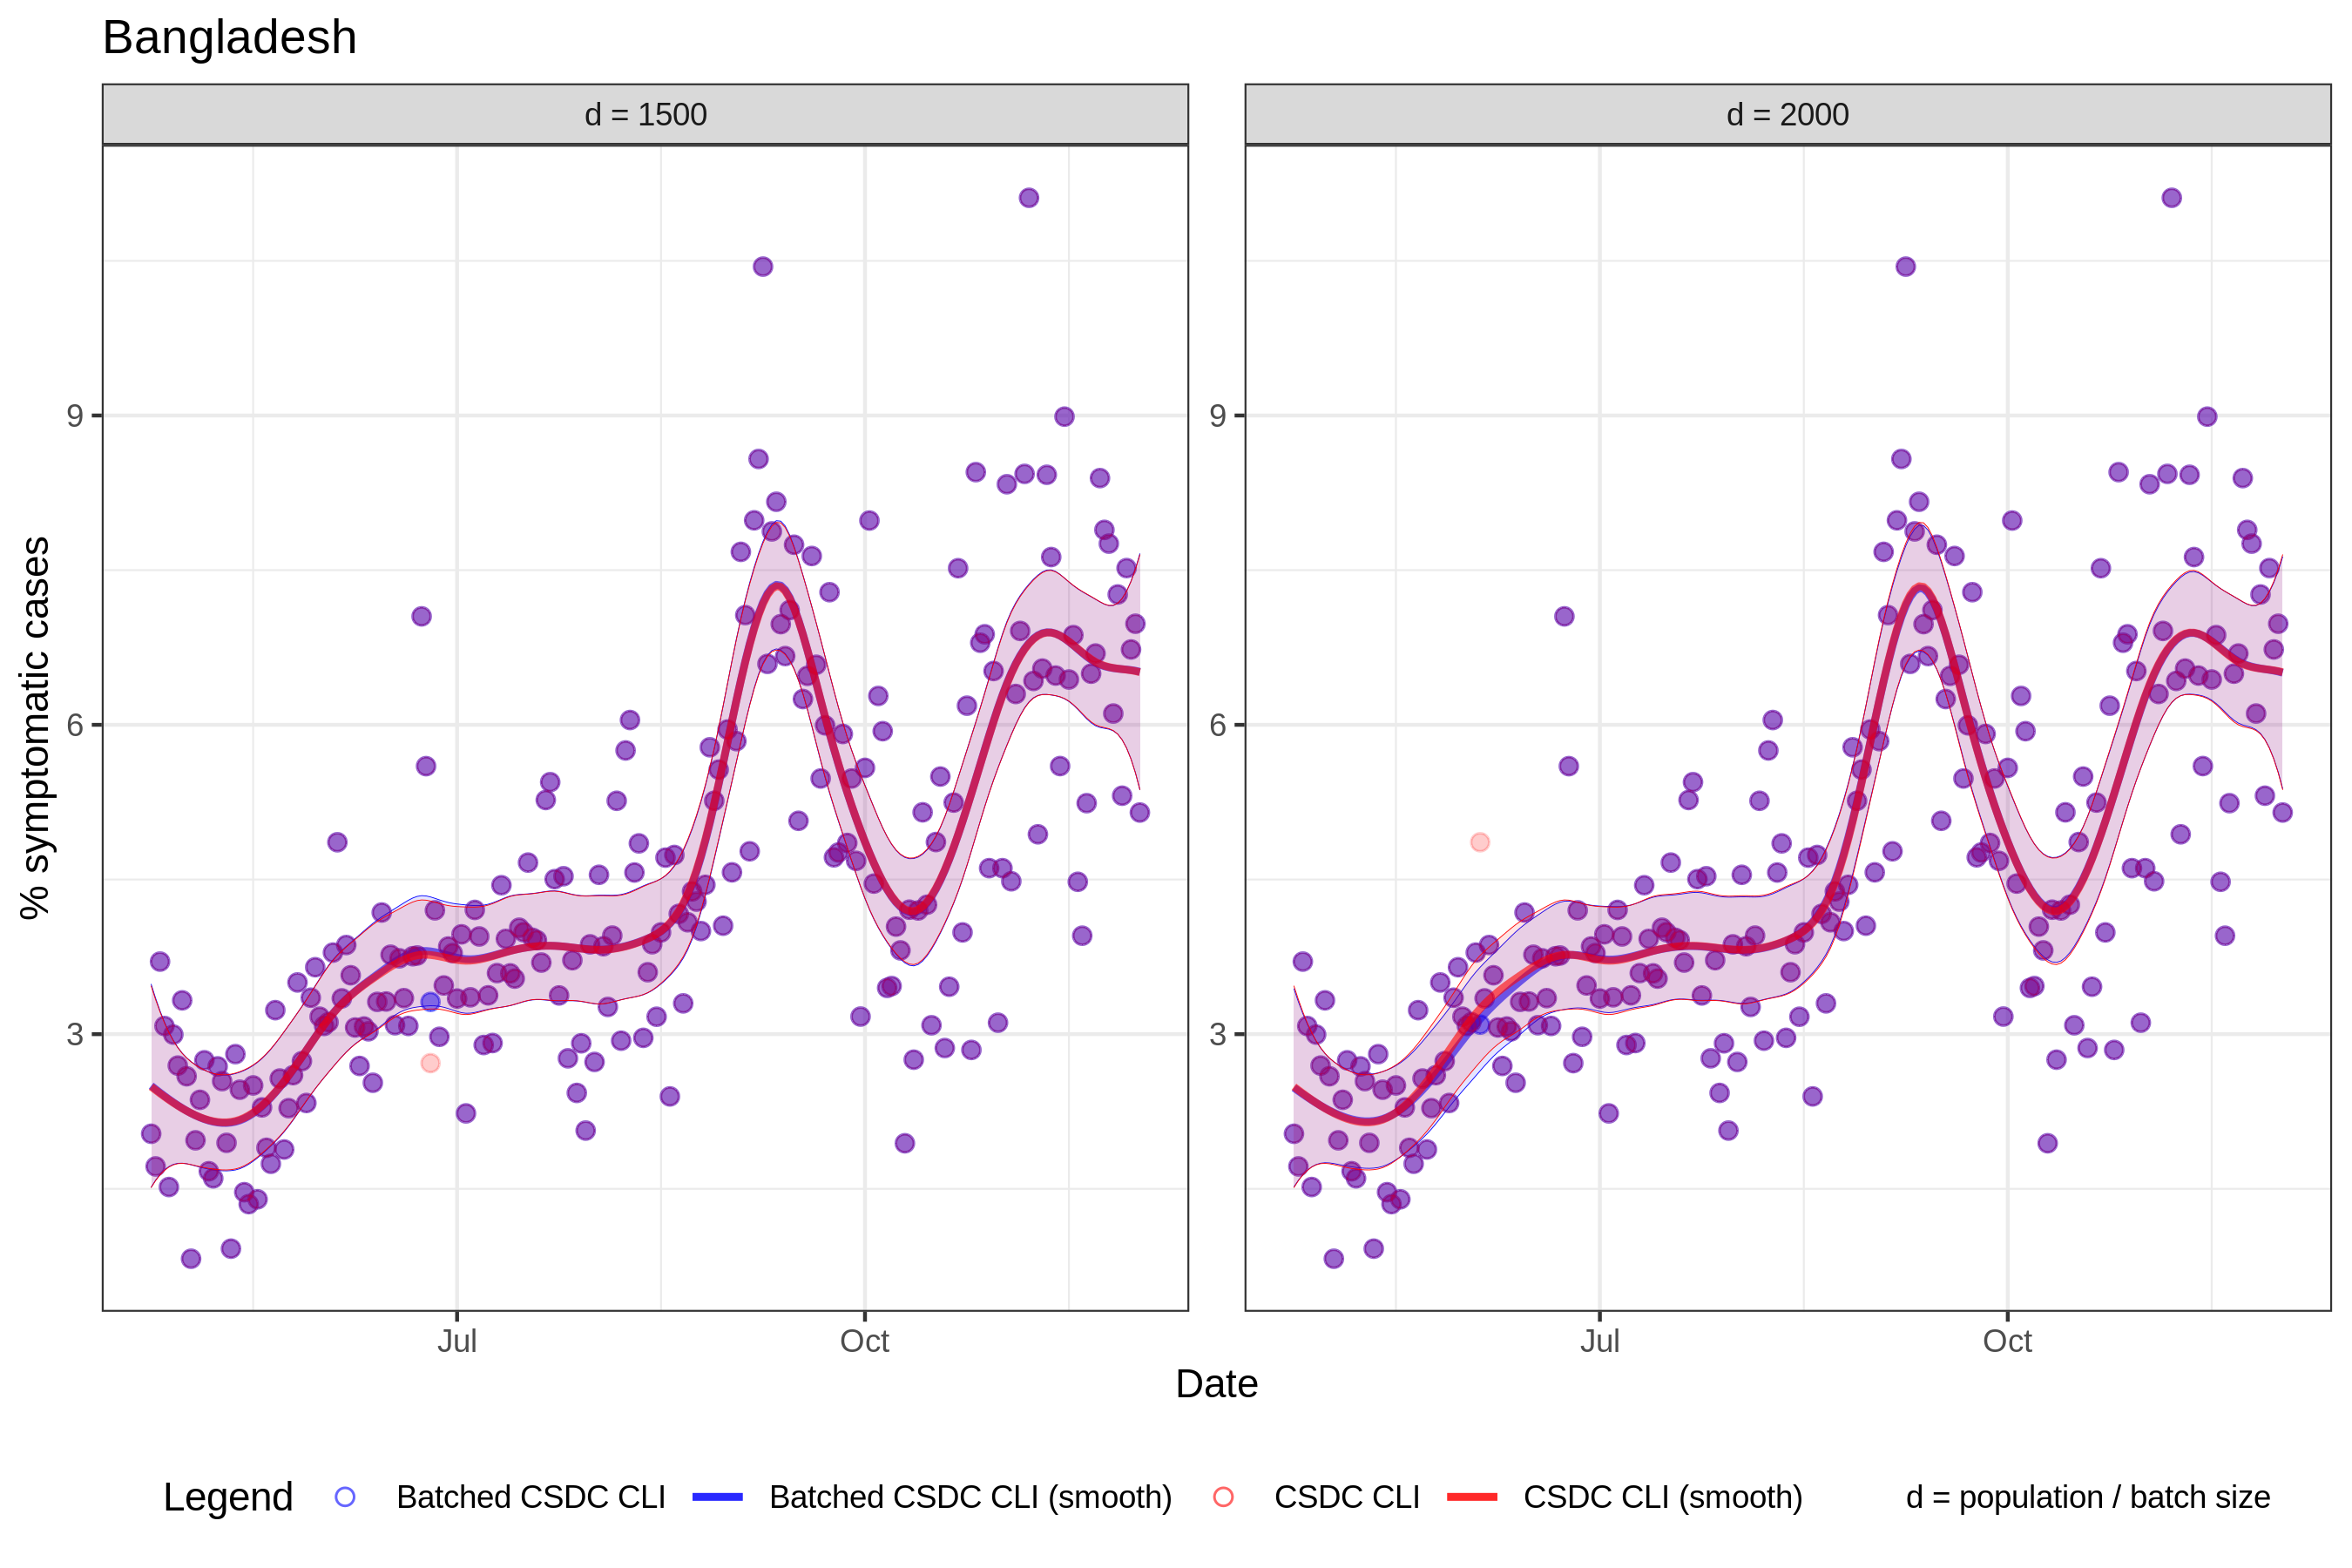 Bangladesh
d = 1500
d = 2000
% symptomatic cases
9
6
3
9
6
3
Jul
Oct
Jul
Oct
Date
Legend
Batched CSDC CLI
Batched CSDC CLI (smooth)
CSDC CLI
CSDC CLI (smooth)
d = population / batch size